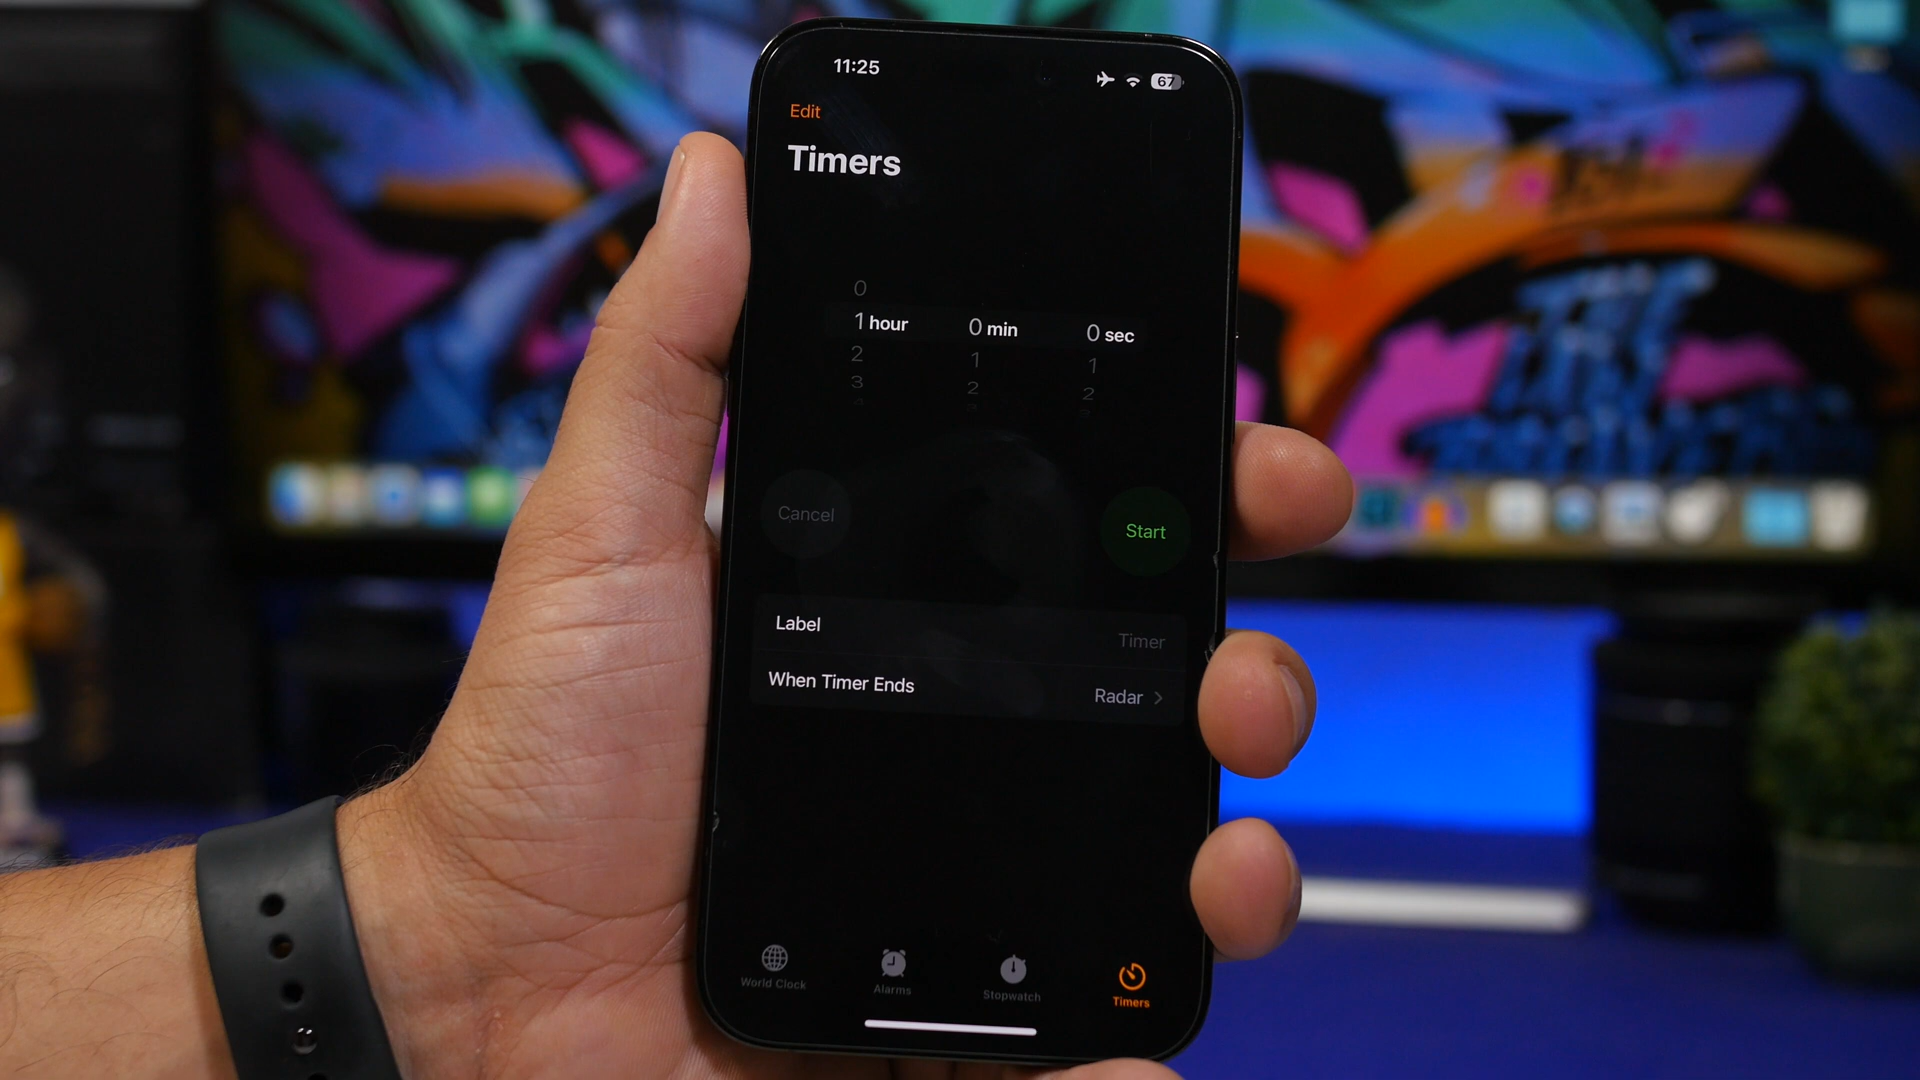 11:25
67
Edit
Timers
0
1 hour 0 min 0 sec
2 1 1
3 2 2
Cancel Start
Label Timer
When Timer Ends Radar
World Clock Alarms Stopwatch Timers